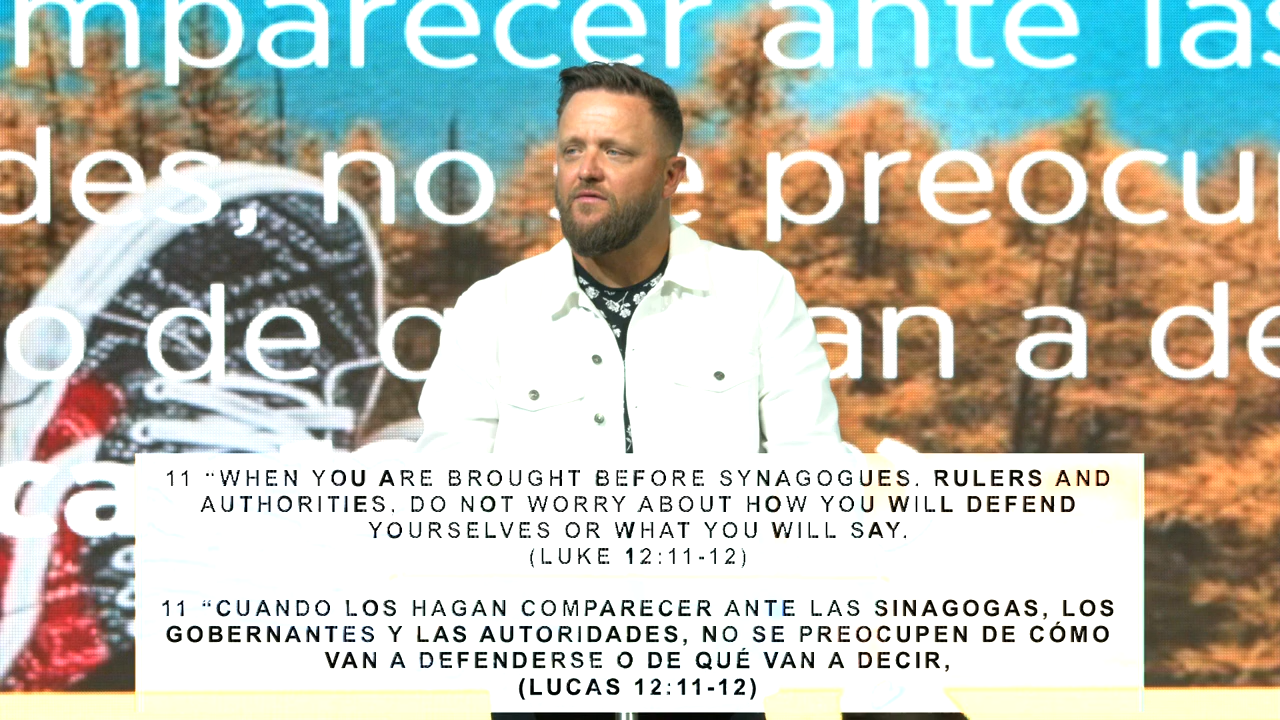 mparecer ante las
des, no se preocu
o de q an a de
ca
11 “WHEN YOU ARE BROUGHT BEFORE SYNAGOGUES, RULERS AND
AUTHORITIES, DO NOT WORRY ABOUT HOW YOU WILL DEFEND
YOURSELVES OR WHAT YOU WILL SAY.
(LUKE 12:11-12)
11 “CUANDO LOS HAGAN COMPARECER ANTE LAS SINAGOGAS, LOS
GOBERNANTES Y LAS AUTORIDADES, NO SE PREOCUPEN DE CÓMO
VAN A DEFENDERSE O DE QUÉ VAN A DECIR,
(LUCAS 12:11-12)